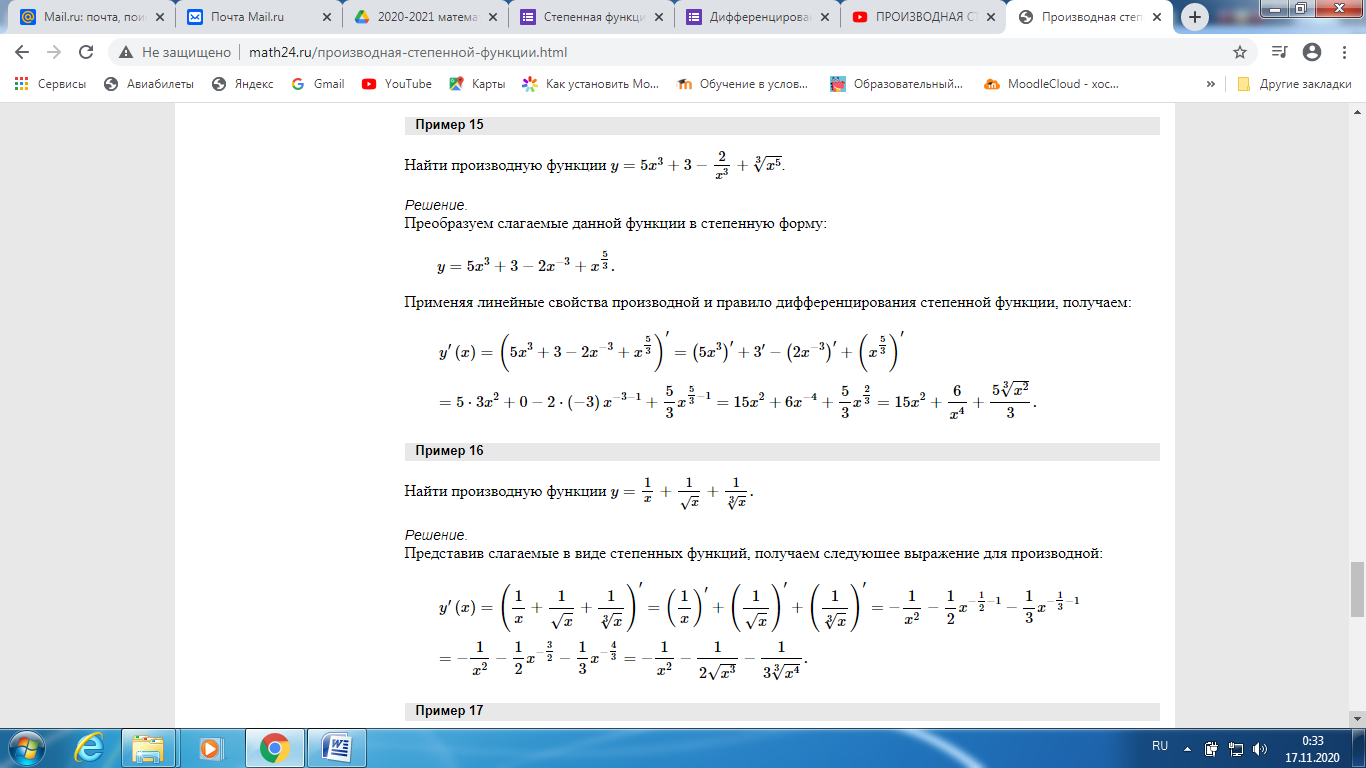 Mail.ru: почта, пои
Почта Mail.ru
2020-2021 матема
Степенная функци
Дифференцирова
ПРОИЗВОДНАЯ СТ
Производная степ
Не защищено
math24.ru/производная-степенной-функции.html
Сервисы
Авиабилеты
Яндекс
Gmail
YouTube
Карты
Как установить Mo...
Обучение в услов...
Образовательный...
MoodleCloud - хос...
»
Другие закладки
Пример 15
Найти производную функции y = 5x³ + 3 − 2/x³ + ∛(x⁵).
Решение.
Преобразуем слагаемые данной функции в степенную форму:
y = 5x³ + 3 − 2x⁻³ + x^(5/3).
Применяя линейные свойства производной и правило дифференцирования степенной функции, получаем:
y′ (x) = (5x³ + 3 − 2x⁻³ + x^(5/3))′ = (5x³)′ + 3′ − (2x⁻³)′ + (x^(5/3))′
= 5 · 3x² + 0 − 2 · (−3) x^(−3−1) + 5/3 x^(5/3−1) = 15x² + 6x⁻⁴ + 5/3 x^(2/3) = 15x² + 6/x⁴ + 5∛(x²)/3.
Пример 16
Найти производную функции y = 1/x + 1/√x + 1/∛x.
Решение.
Представив слагаемые в виде степенных функций, получаем следуюшее выражение для производной:
y′ (x) = (1/x + 1/√x + 1/∛x)′ = (1/x)′ + (1/√x)′ + (1/∛x)′ = −1/x² − 1/2 x^(−1/2−1) − 1/3 x^(−1/3−1)
= −1/x² − 1/2 x^(−3/2) − 1/3 x^(−4/3) = −1/x² − 1/(2√(x³)) − 1/(3∛(x⁴)).
Пример 17
RU
0:33
17.11.2020